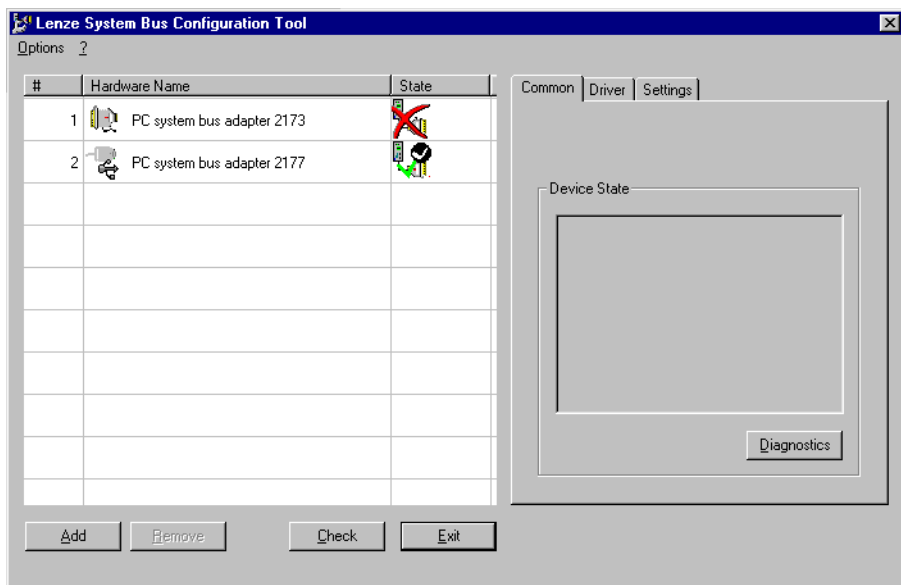 Lenze System Bus Configuration Tool
Options ?
# Hardware Name State
1 PC system bus adapter 2173
2 PC system bus adapter 2177
Common Driver Settings
Device State
Diagnostics
Add Remove Check Exit